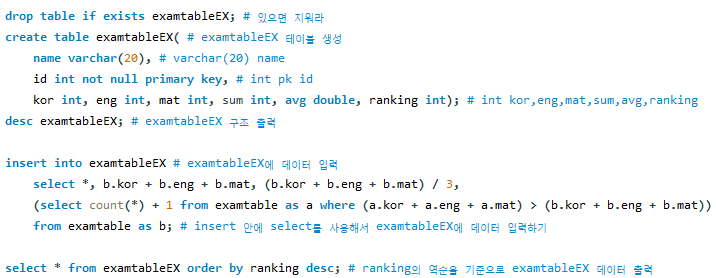 drop table if exists examtableEX; # 있으면 지워라
create table examtableEX( # examtableEX 테이블 생성
    name varchar(20), # varchar(20) name
    id int not null primary key, # int pk id
    kor int, eng int, mat int, sum int, avg double, ranking int); # int kor,eng,mat,sum,avg,ranking
desc examtableEX; # examtableEX 구조 출력

insert into examtableEX # examtableEX에 데이터 입력
    select *, b.kor + b.eng + b.mat, (b.kor + b.eng + b.mat) / 3,
    (select count(*) + 1 from examtable as a where (a.kor + a.eng + a.mat) > (b.kor + b.eng + b.mat))
    from examtable as b; # insert 안에 select를 사용해서 examtableEX에 데이터 입력하기

select * from examtableEX order by ranking desc; # ranking의 역순을 기준으로 examtableEX 데이터 출력